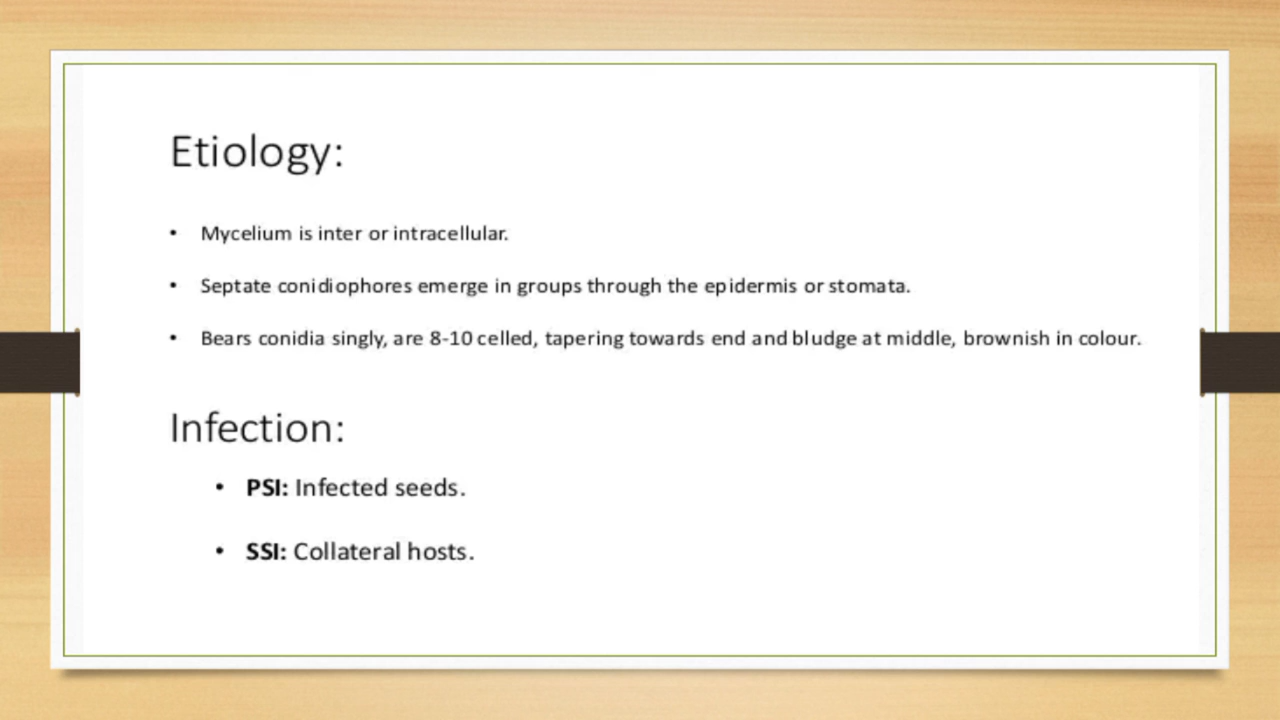 Etiology:
• Mycelium is inter or intracellular.
• Septate conidiophores emerge in groups through the epidermis or stomata.
• Bears conidia singly, are 8-10 celled, tapering towards end and bludge at middle, brownish in colour.
Infection:
• PSI: Infected seeds.
• SSI: Collateral hosts.